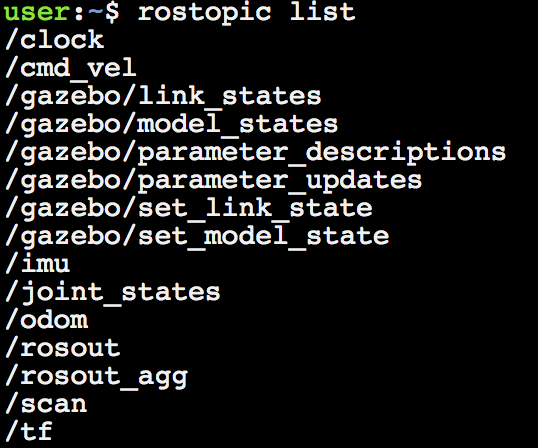 user:~$ rostopic list
/clock
/cmd_vel
/gazebo/link_states
/gazebo/model_states
/gazebo/parameter_descriptions
/gazebo/parameter_updates
/gazebo/set_link_state
/gazebo/set_model_state
/imu
/joint_states
/odom
/rosout
/rosout_agg
/scan
/tf